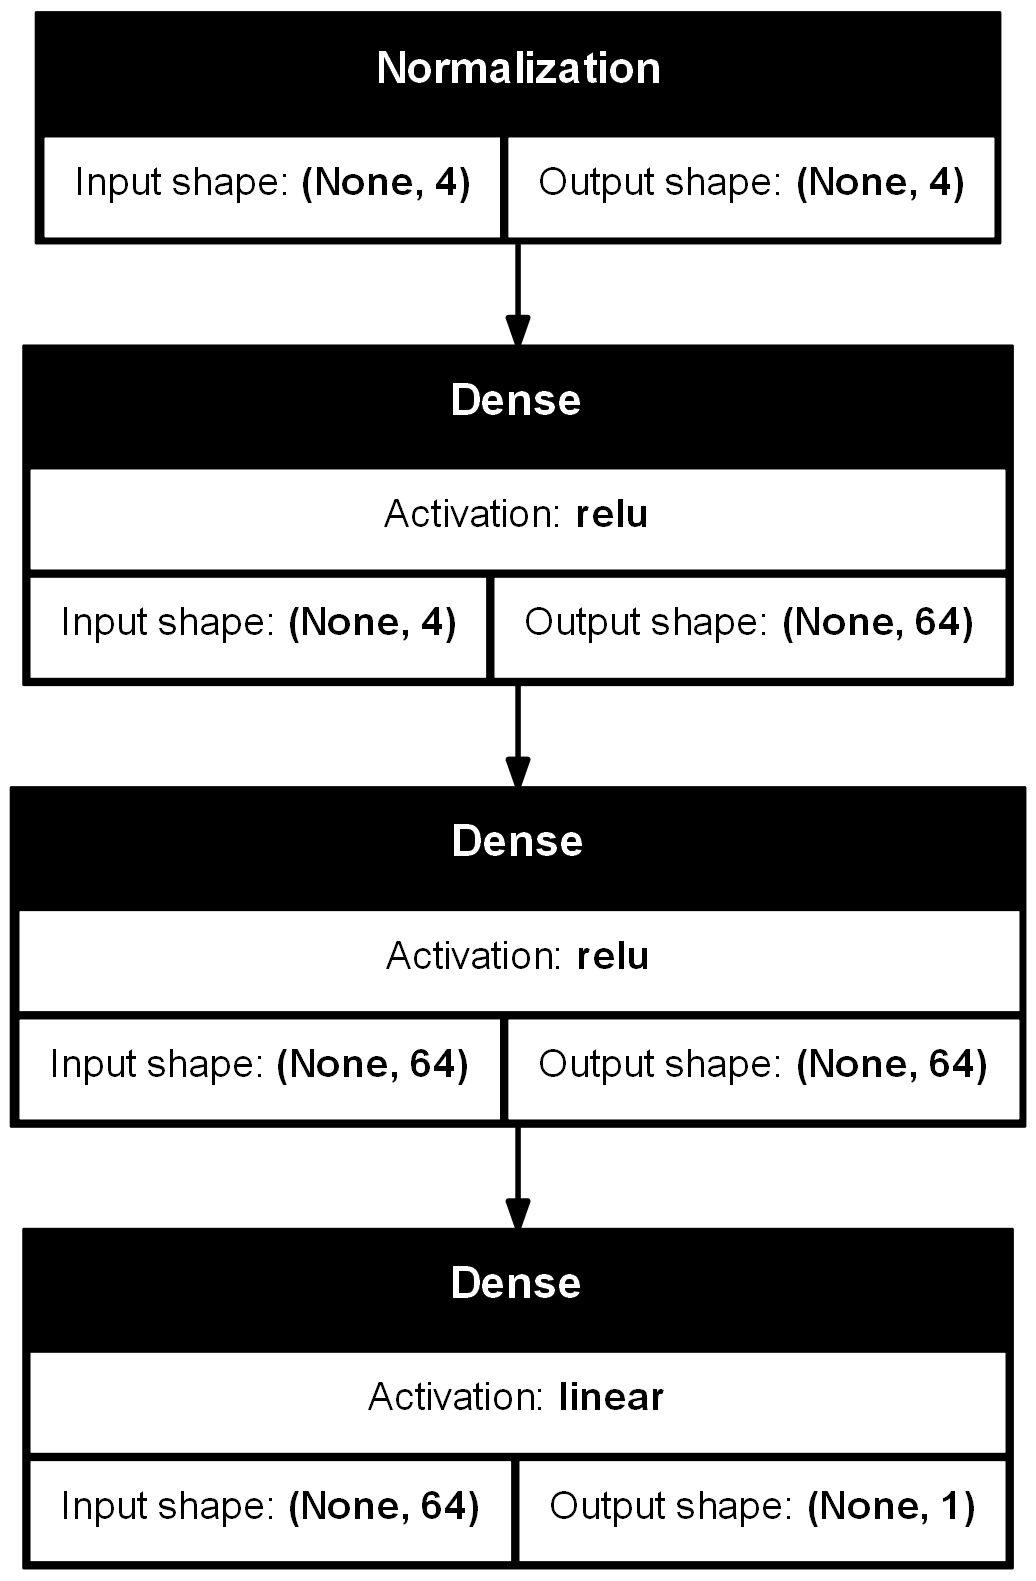 Normalization
Input shape: (None, 4) Output shape: (None, 4)
Dense
Activation: relu
Input shape: (None, 4) Output shape: (None, 64)
Dense
Activation: relu
Input shape: (None, 64) Output shape: (None, 64)
Dense
Activation: linear
Input shape: (None, 64) Output shape: (None, 1)